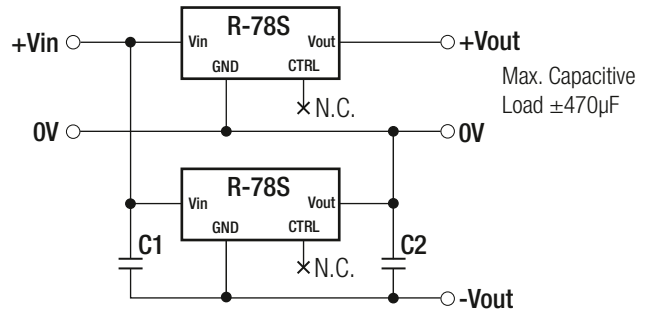 R-78S
+Vin
Vin
Vout
+Vout
GND
CTRL
Max. Capacitive
Load ±470µF
N.C.
0V
0V
R-78S
Vin
Vout
GND
CTRL
C1
C2
N.C.
-Vout